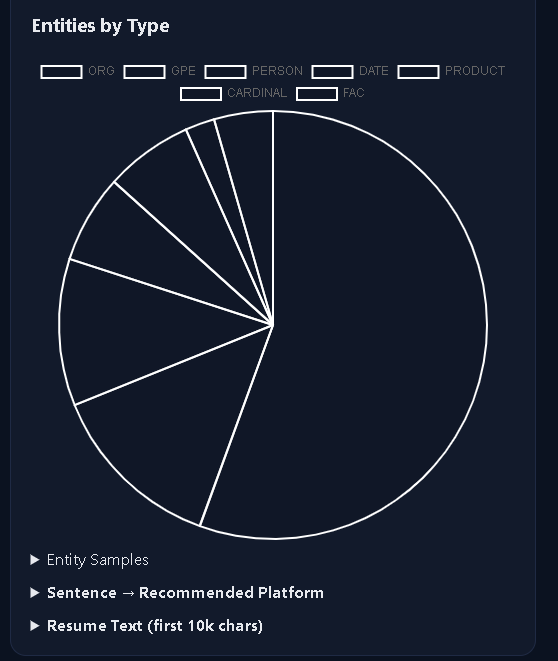 Entities by Type
ORG GPE PERSON DATE PRODUCT
CARDINAL FAC
Entity Samples
Sentence → Recommended Platform
Resume Text (first 10k chars)